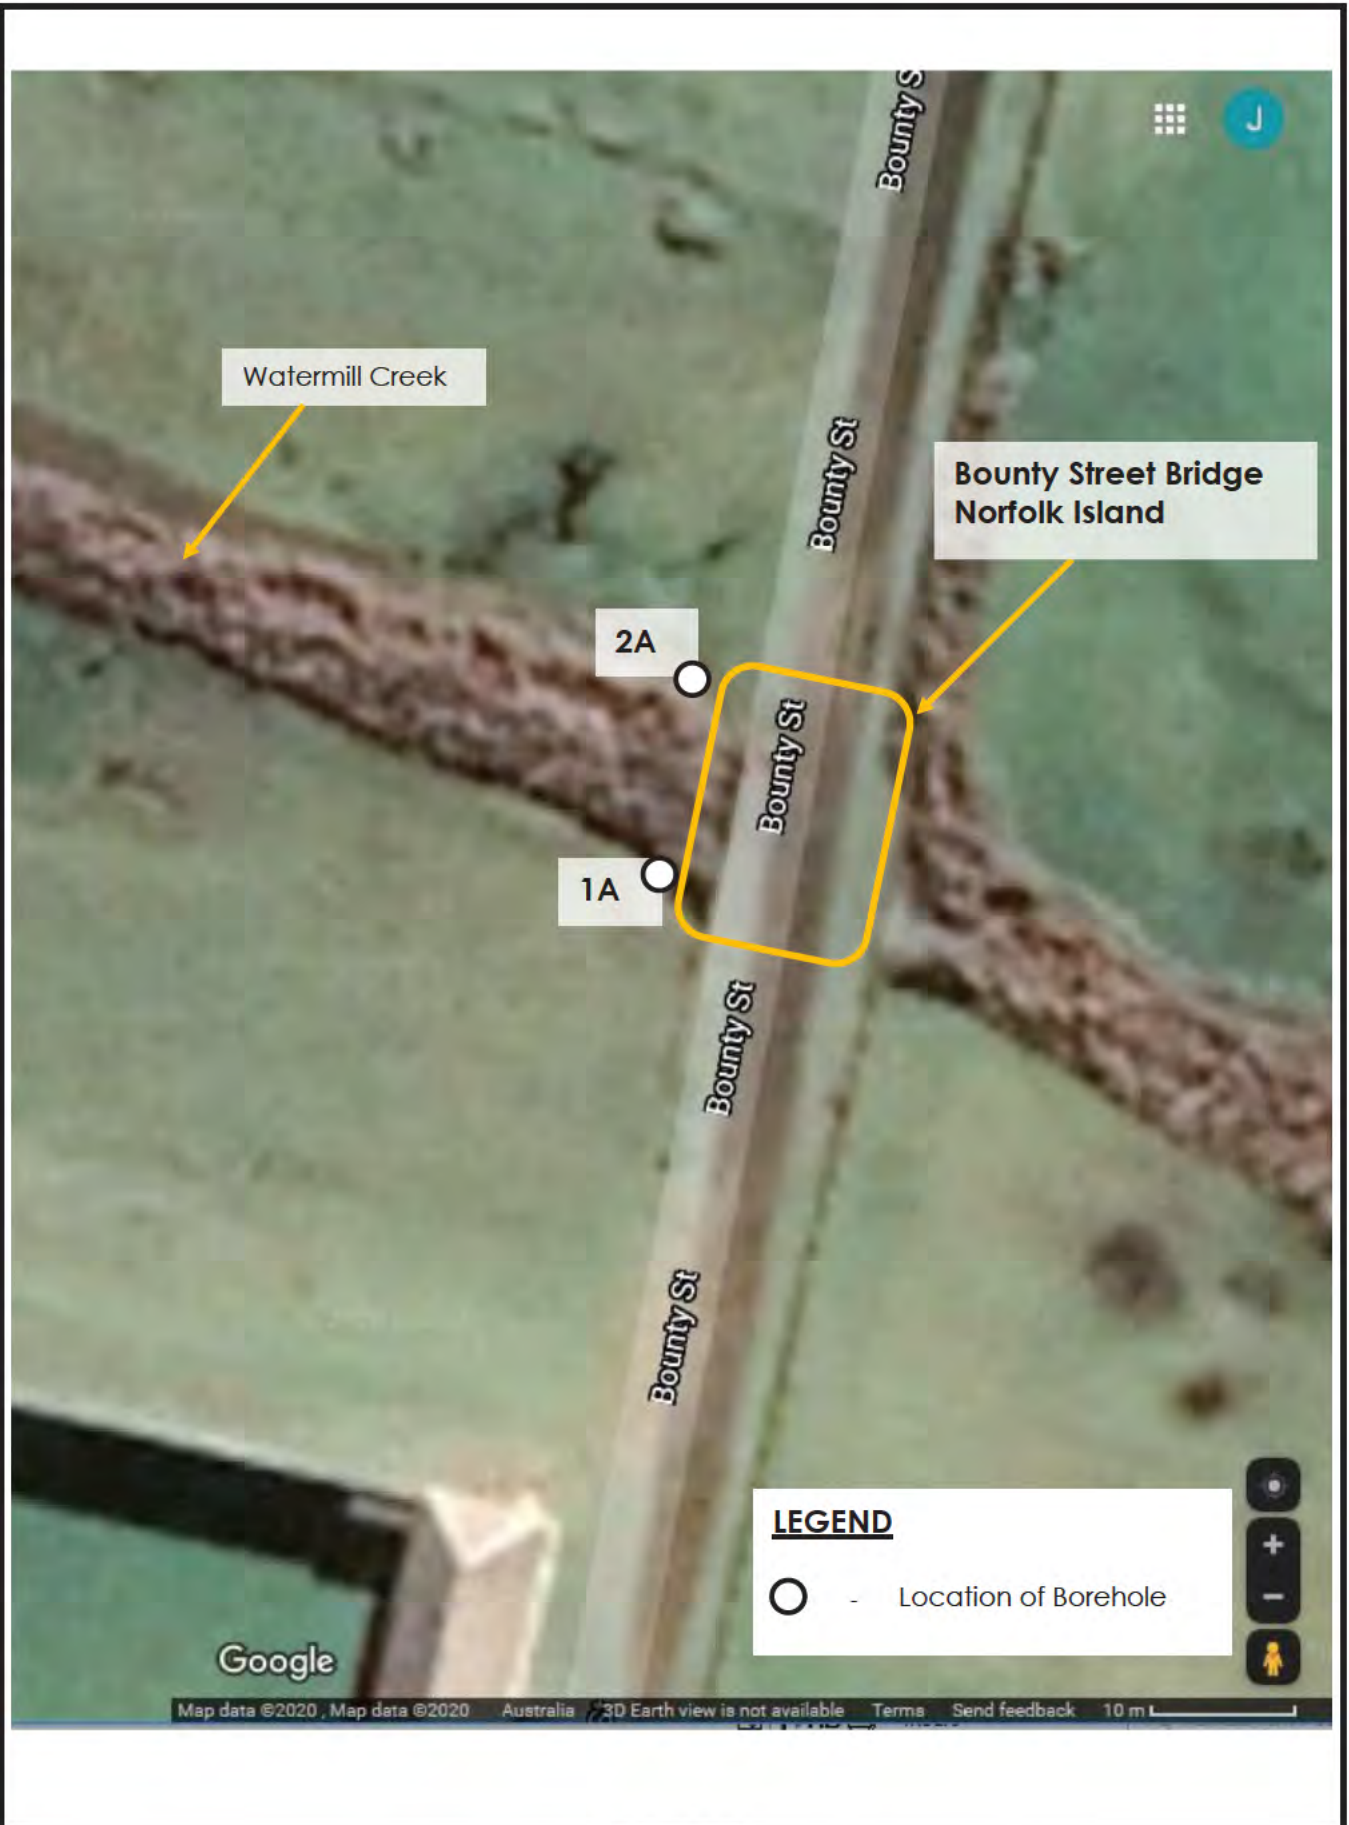 Bounty S
J
Watermill Creek
Bounty St
Bounty Street Bridge
Norfolk Island
2A
Bounty St
1A
Bounty St
Bounty St
LEGEND
- Location of Borehole
Google
Map data ©2020 , Map data ©2020 Australia 3D Earth view is not available Terms Send feedback 10 m